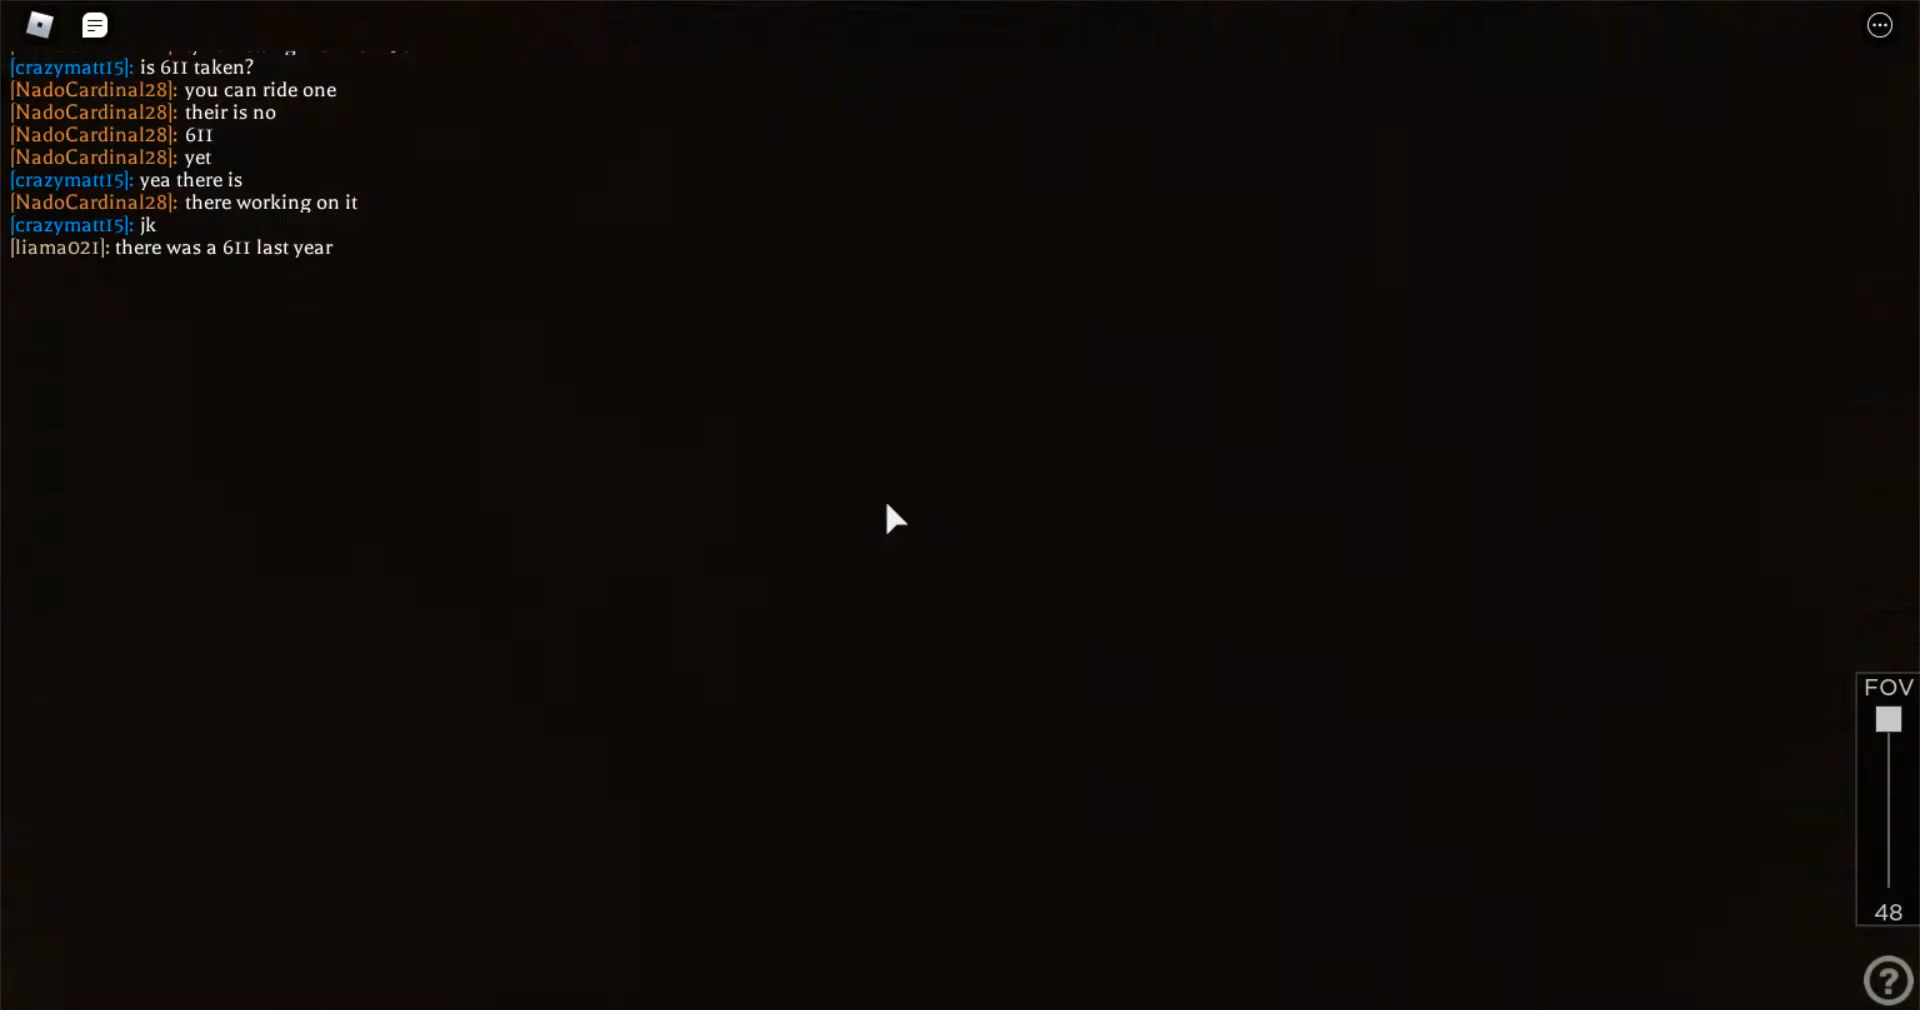 [crazymatt15]: is 611 taken?
[NadoCardinal28]: you can ride one
[NadoCardinal28]: their is no
[NadoCardinal28]: 611
[NadoCardinal28]: yet
[crazymatt15]: yea there is
[NadoCardinal28]: there working on it
[crazymatt15]: jk
[liama021]: there was a 611 last year
FOV
48
?